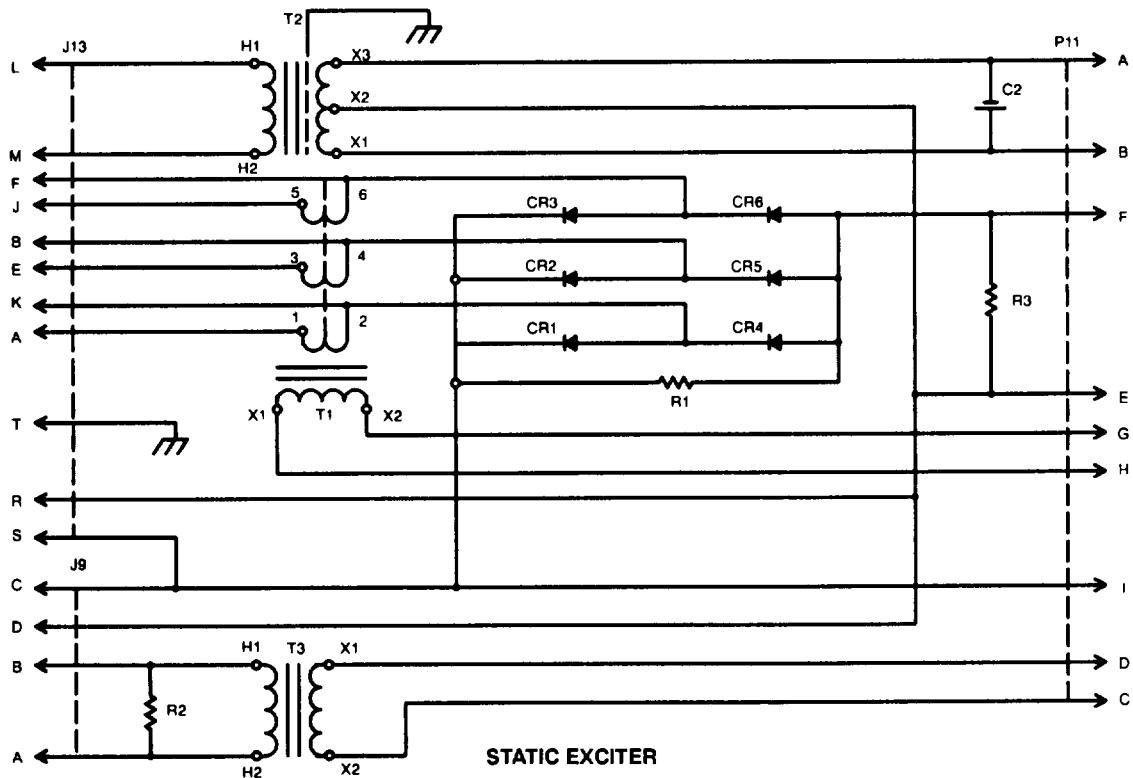 T2
J13
H1
X3
P11
L
A
C2
X2
X1
M
H2
B
F
5
6
J
CR3
CR6
F
B
4
3
E
CR2
CR5
K
R3
1
2
A
CR1
CR4
R1
E
X1
T1
X2
T
G
H
R
S
J9
C
I
D
H1
T3
X1
B
D
R2
C
A
H2
X2
STATIC EXCITER